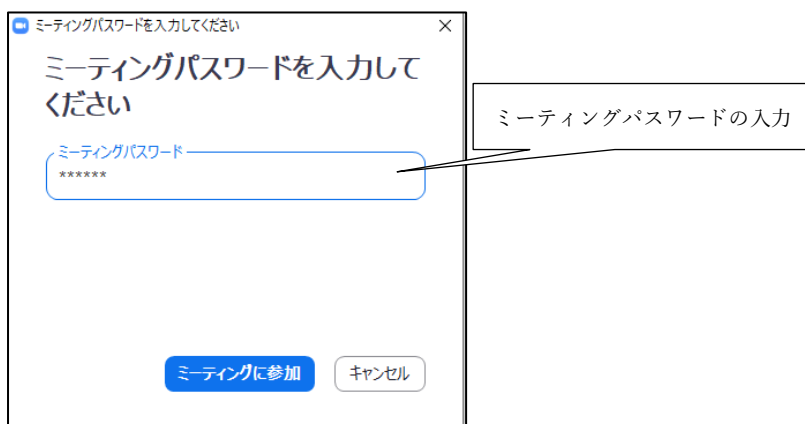 ミーティングパスワードを入力してください
ミーティングパスワードを入力して
ください
ミーティングパスワード
******
ミーティングパスワードの入力
ミーティングに参加
キャンセル